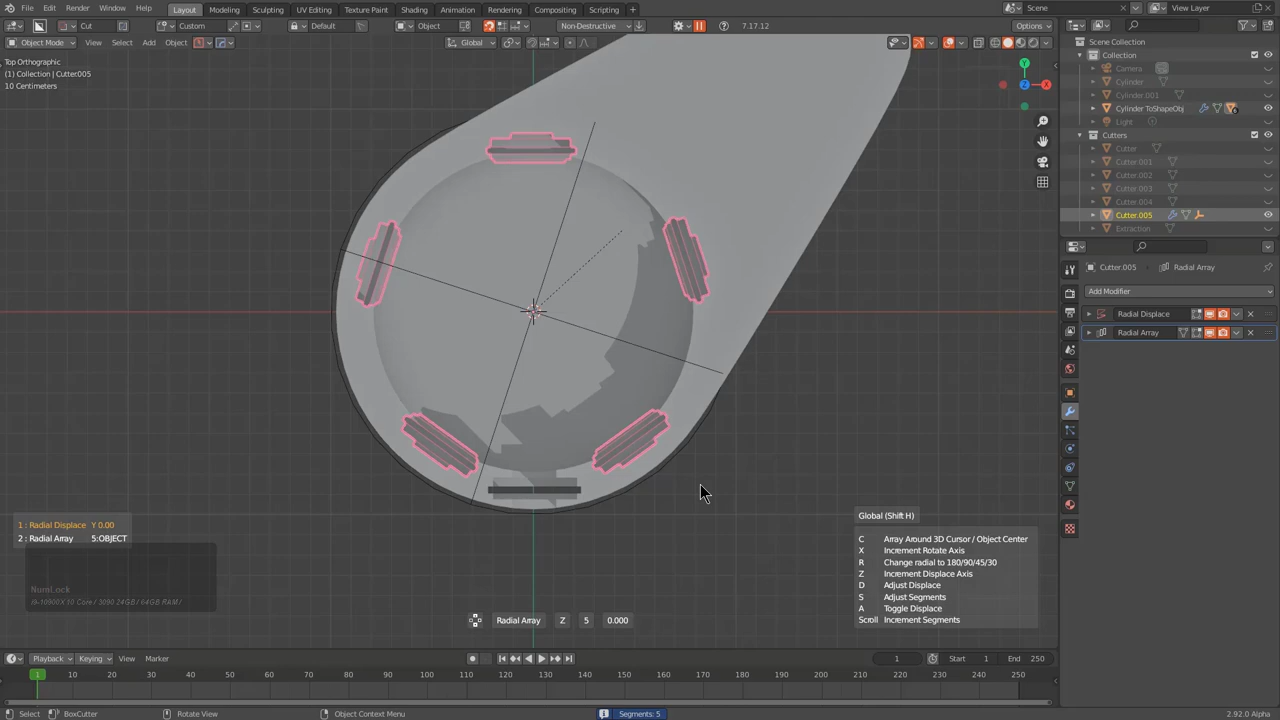 File Edit Render Window Help
Layout Modeling Sculpting UV Editing Texture Paint Shading Animation Rendering Compositing Scripting +
Scene
View Layer
Cut
Custom
Default
Object
Non-Destructive
7.17.12
Options
Object Mode View Select Add Object
Global
Top Orthographic
(1) Collection | Cutter.005
10 Centimeters
Y
Z
X
Scene Collection
Collection
Camera
Cylinder
Cylinder.001
Cylinder ToShapeObj
Light
Cutters
Cutter
Cutter.001
Cutter.002
Cutter.003
Cutter.004
Cutter.005
Extraction
Cutter.005 > Radial Array
Add Modifier
Radial Displace
Radial Array
1 : Radial Displace Y 0.00
2 : Radial Array 5:OBJECT
NumLock
i9-10900X 10 Core / 3090 24GB / 64GB RAM /
Radial Array Z 5 0.000
Global (Shift H)
C Array Around 3D Cursor / Object Center
X Increment Rotate Axis
R Change radial to 180/90/45/30
Z Increment Displace Axis
D Adjust Displace
S Adjust Segments
A Toggle Displace
Scroll Increment Segments
Playback Keying View Marker
1 Start 1 End 250
1 10 20 30 40 50 60 70 80 90 100 110 120 130 140 150 160 170 180 190 200 210 220 230 240 250
Select BoxCutter Rotate View Object Context Menu Segments: 5 2.92.0 Alpha